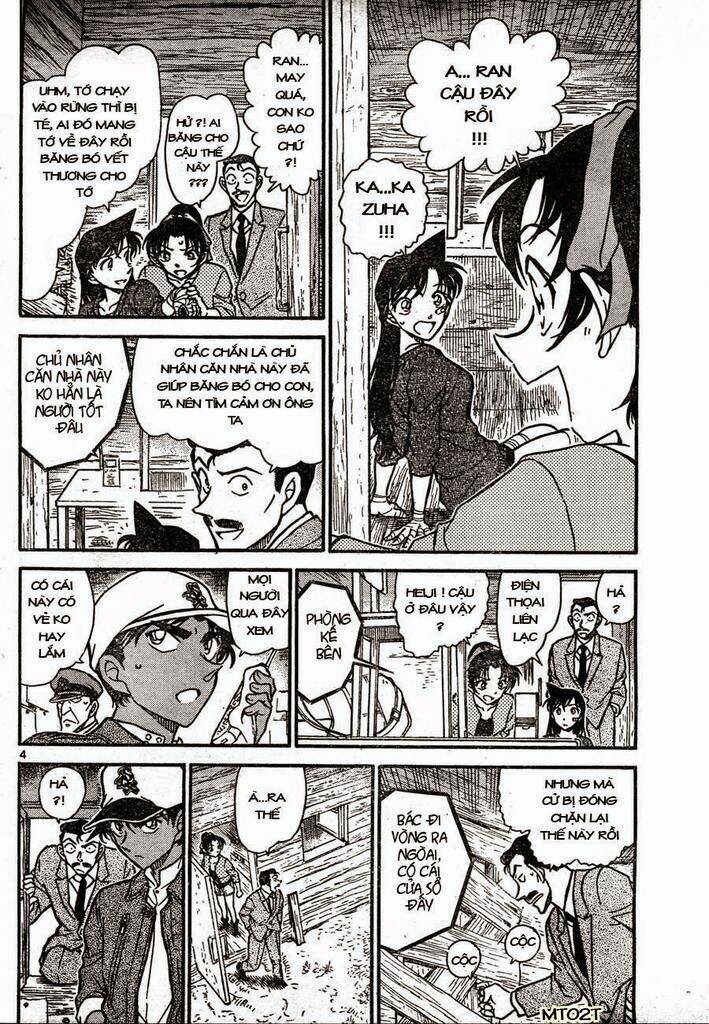 A... RAN
CẬU ĐÂY
RỒI
!!!
KA...KA
ZUHA
!!!
RAN...
MAY
QUÁ,
CON KO
SAO
CHỨ
?!
HỬ ?! AI
BĂNG CHO
CẬU THẾ
NÀY
???
UHM, TỚ CHẠY
VÀO RỪNG THÌ BỊ
TÉ, AI ĐÓ MANG
TỚ VỀ ĐÂY RỒI
BĂNG BÓ VẾT
THƯƠNG CHO
TỚ
CHẮC CHẮN LÀ CHỦ
NHÂN CĂN NHÀ NÀY ĐÃ
GIÚP BĂNG BÓ CHO CON,
TA NÊN TÌM CẢM ƠN ÔNG
TA
CHỦ NHÂN
CĂN NHÀ NÀY
KO HẲN LÀ
NGƯỜI TỐT
ĐÂU
HẢ
?
ĐIỆN
THOẠI
LIÊN
LẠC
HEIJI ! CẬU
Ở ĐÂU VẬY
?
PHÒNG
KẾ
BÊN
MỌI
NGƯỜI
QUA ĐÂY
XEM
CÓ CÁI
NÀY CÓ
VẺ KO
HAY
LẮM
4
NHƯNG MÀ
CỬ BỊ ĐÓNG
CHẶN LẠI
THẾ NÀY RỒI
BÁC ĐI
VÒNG RA
NGOÀI,
CÓ CÁI
CỬA SỔ
ĐẤY
CỘC
CỘC
À...RA
THẾ
HẢ
?!
MTO2T